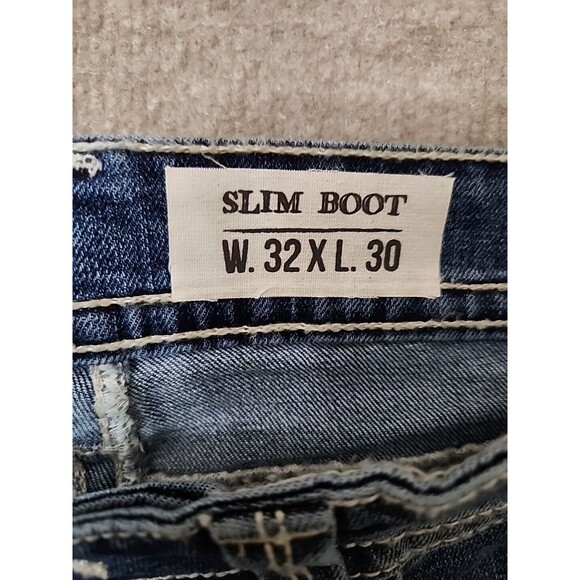 SLIM BOOT
W. 32 X L. 30